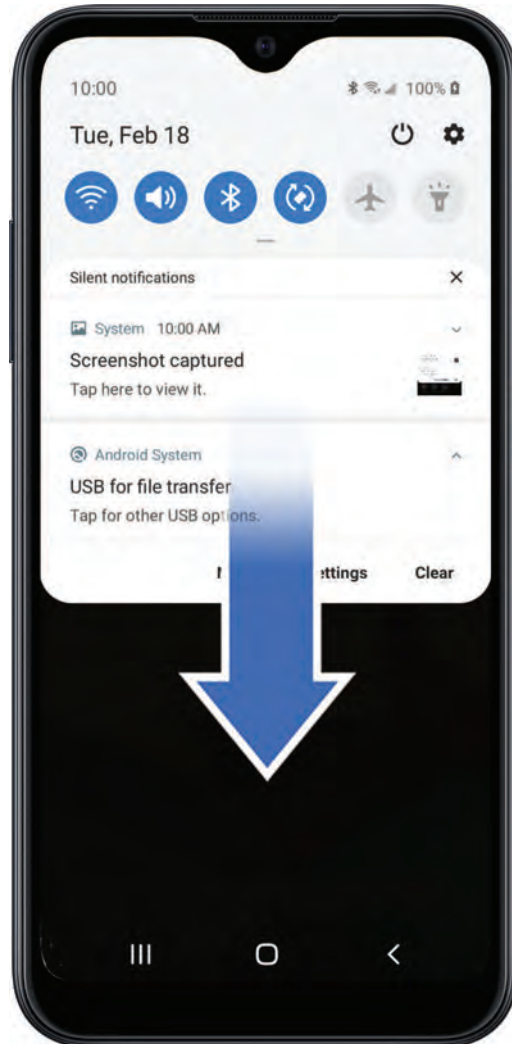 10:00 100%
Tue, Feb 18
Silent notifications
System 10:00 AM
Screenshot captured
Tap here to view it.
Android System
USB for file transfer
Tap for other USB options.
Clear